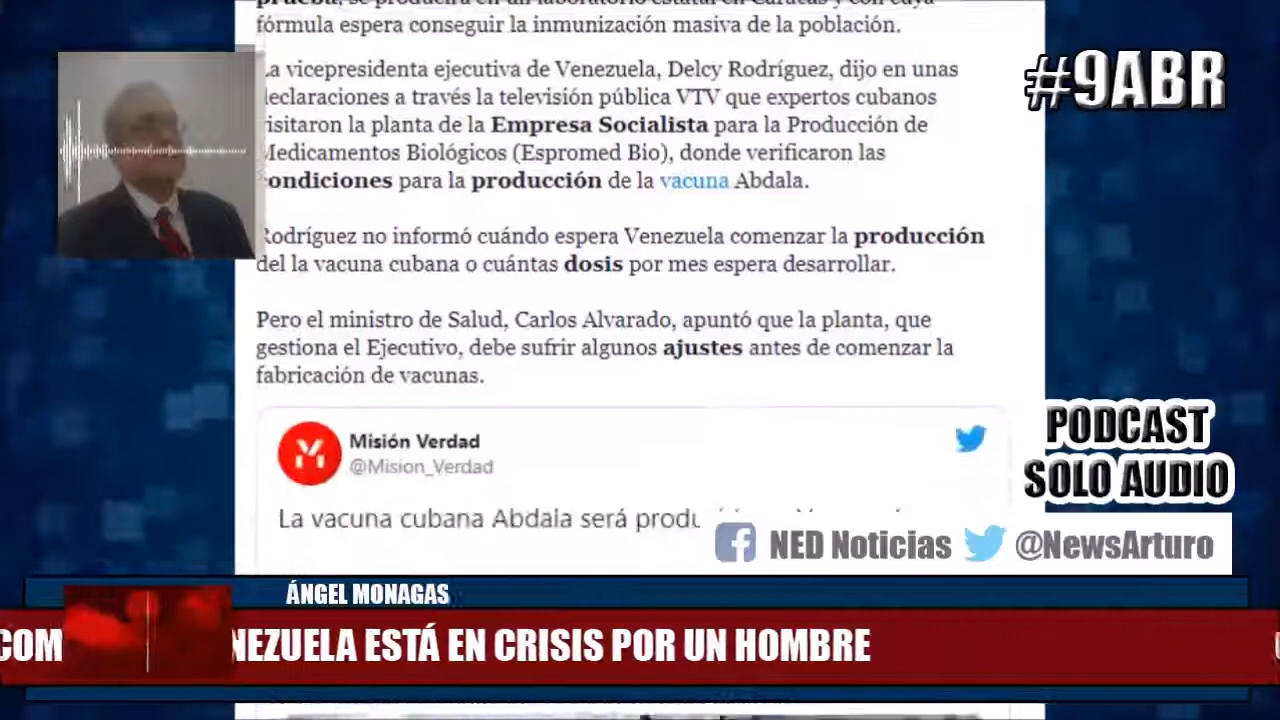 fórmula espera conseguir la inmunización masiva de la población.
#9ABR
La vicepresidenta ejecutiva de Venezuela, Delcy Rodríguez, dijo en unas
declaraciones a través la televisión pública VTV que expertos cubanos
visitaron la planta de la Empresa Socialista para la Producción de
Medicamentos Biológicos (Espromed Bio), donde verificaron las
condiciones para la producción de la vacuna Abdala.
Rodríguez no informó cuándo espera Venezuela comenzar la producción
del la vacuna cubana o cuántas dosis por mes espera desarrollar.
Pero el ministro de Salud, Carlos Alvarado, apuntó que la planta, que
gestiona el Ejecutivo, debe sufrir algunos ajustes antes de comenzar la
fabricación de vacunas.
PODCAST
SOLO AUDIO
Misión Verdad
@Mision_Verdad
La vacuna cubana Abdala será
NED Noticias @NewsArturo
ÁNGEL MONAGAS
COM NEZUELA ESTÁ EN CRISIS POR UN HOMBRE